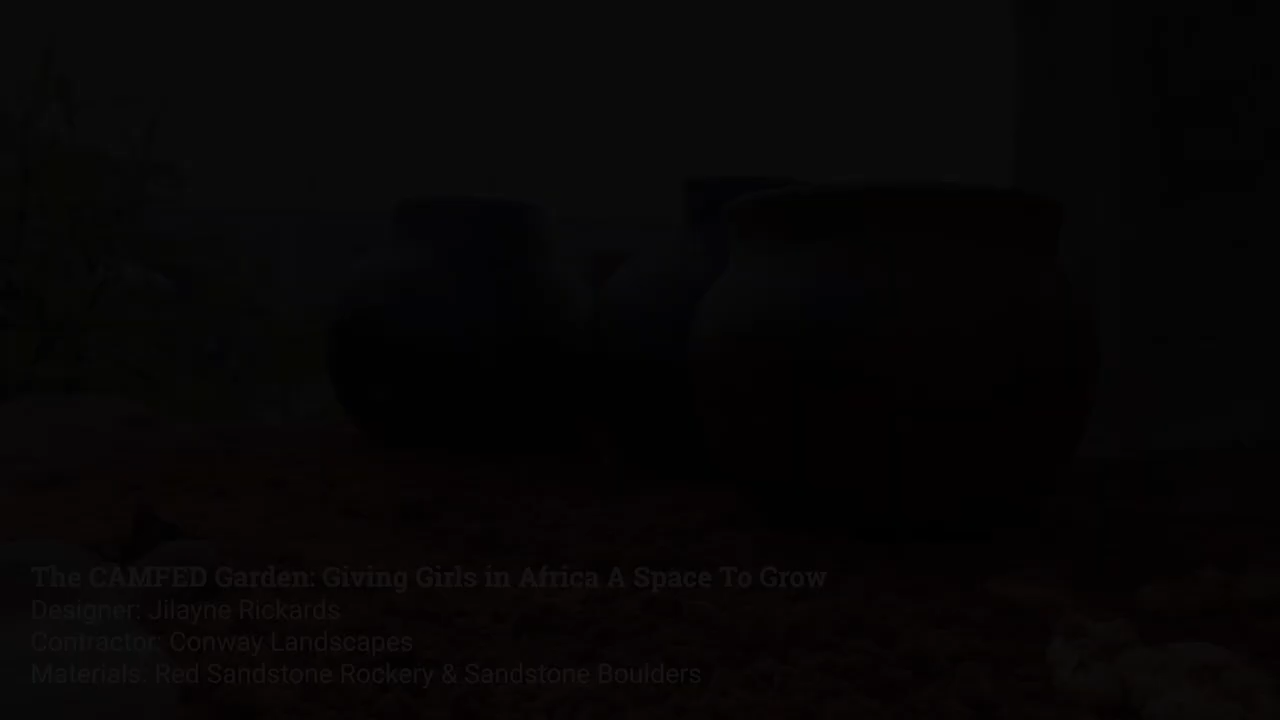 The CAMFED Garden: Giving Girls in Africa A Space To Grow
Designer: Jilayne Rickards
Contractor: Conway Landscapes
Materials: Red Sandstone Rockery & Sandstone Boulders